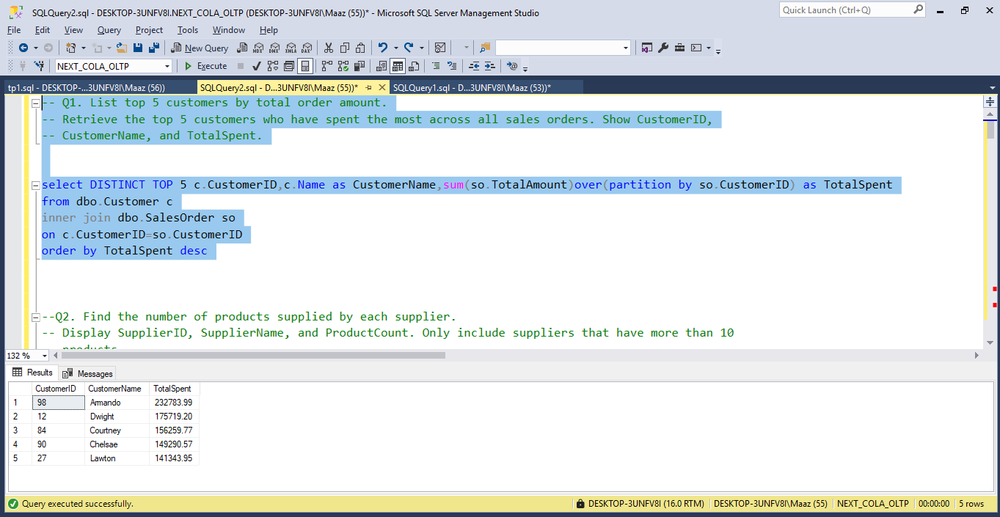 SQLQuery2.sql - DESKTOP-3UNFV8I.NEXT_COLA_OLTP (DESKTOP-3UNFV8I\Maaz (55))* - Microsoft SQL Server Management Studio
Quick Launch (Ctrl+Q)
File Edit View Query Project Tools Window Help
New Query MDX DMX XMLA DAX
NEXT_COLA_OLTP Execute
tp1.sql - DESKTOP-...3UNFV8I\Maaz (56)) SQLQuery2.sql - D...3UNFV8I\Maaz (55))* SQLQuery1.sql - D...3UNFV8I\Maaz (53))*
-- Q1. List top 5 customers by total order amount.
-- Retrieve the top 5 customers who have spent the most across all sales orders. Show CustomerID,
-- CustomerName, and TotalSpent.
select DISTINCT TOP 5 c.CustomerID,c.Name as CustomerName,sum(so.TotalAmount)over(partition by so.CustomerID) as TotalSpent
from dbo.Customer c
inner join dbo.SalesOrder so
on c.CustomerID=so.CustomerID
order by TotalSpent desc
--Q2. Find the number of products supplied by each supplier.
-- Display SupplierID, SupplierName, and ProductCount. Only include suppliers that have more than 10
132 %
Results Messages
CustomerID CustomerName TotalSpent
1 98 Armando 232783.99
2 12 Dwight 175719.20
3 84 Courtney 156259.77
4 90 Chelsae 149290.57
5 27 Lawton 141343.95
Query executed successfully. DESKTOP-3UNFV8I (16.0 RTM) DESKTOP-3UNFV8I\Maaz (55) NEXT_COLA_OLTP 00:00:00 5 rows